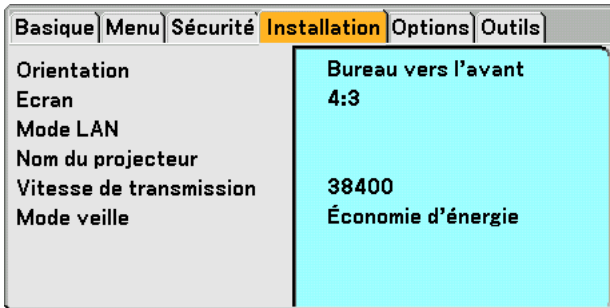 Basique Menu Sécurité Installation Options Outils
Orientation Bureau vers l'avant
Ecran 4:3
Mode LAN
Nom du projecteur
Vitesse de transmission 38400
Mode veille Économie d'énergie